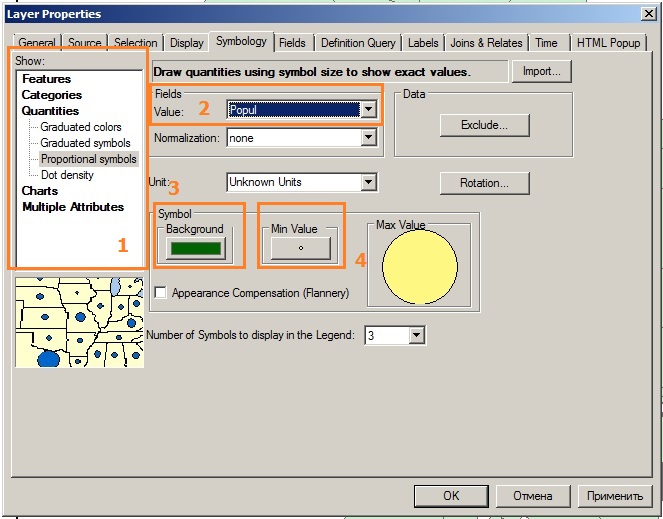 Layer Properties
General Source Selection Display Symbology Fields Definition Query Labels Joins & Relates Time HTML Popup
Show:
Features
Categories
Quantities
Graduated colors
Graduated symbols
Proportional symbols
Dot density
Charts
Multiple Attributes
1
Draw quantities using symbol size to show exact values.
Import...
Fields
2
Value: Popul
Normalization: none
Data
Exclude...
3
Unit: Unknown Units
Rotation...
Symbol
Background
Min Value
4
Max Value
Appearance Compensation (Flannery)
Number of Symbols to display in the Legend: 3
OK Отмена Применить